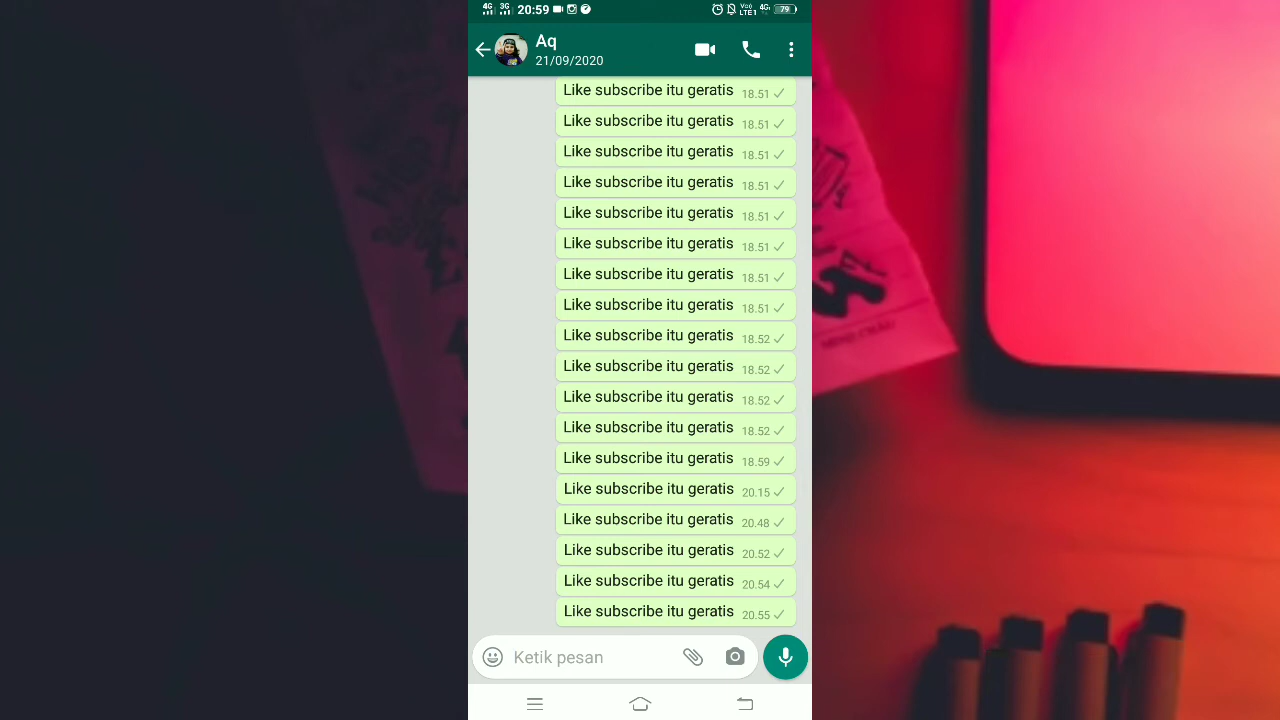 4G 3G 20:59 VoO LTE1 4G 79
Aq
21/09/2020
Like subscribe itu geratis 18.51
Like subscribe itu geratis 18.51
Like subscribe itu geratis 18.51
Like subscribe itu geratis 18.51
Like subscribe itu geratis 18.51
Like subscribe itu geratis 18.51
Like subscribe itu geratis 18.51
Like subscribe itu geratis 18.51
Like subscribe itu geratis 18.52
Like subscribe itu geratis 18.52
Like subscribe itu geratis 18.52
Like subscribe itu geratis 18.52
Like subscribe itu geratis 18.59
Like subscribe itu geratis 20.15
Like subscribe itu geratis 20.48
Like subscribe itu geratis 20.52
Like subscribe itu geratis 20.54
Like subscribe itu geratis 20.55
Ketik pesan